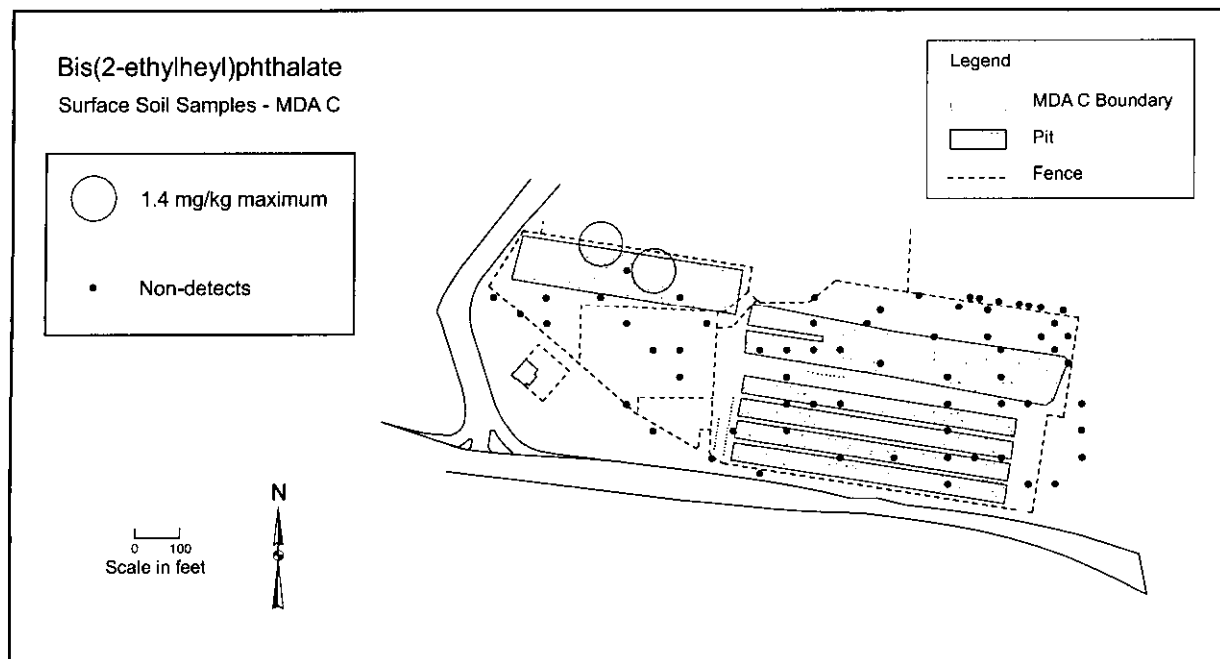 Bis(2-ethylheyl)phthalate
Surface Soil Samples - MDA C
1.4 mg/kg maximum
Non-detects
Legend
MDA C Boundary
Pit
Fence
N
0 100
Scale in feet